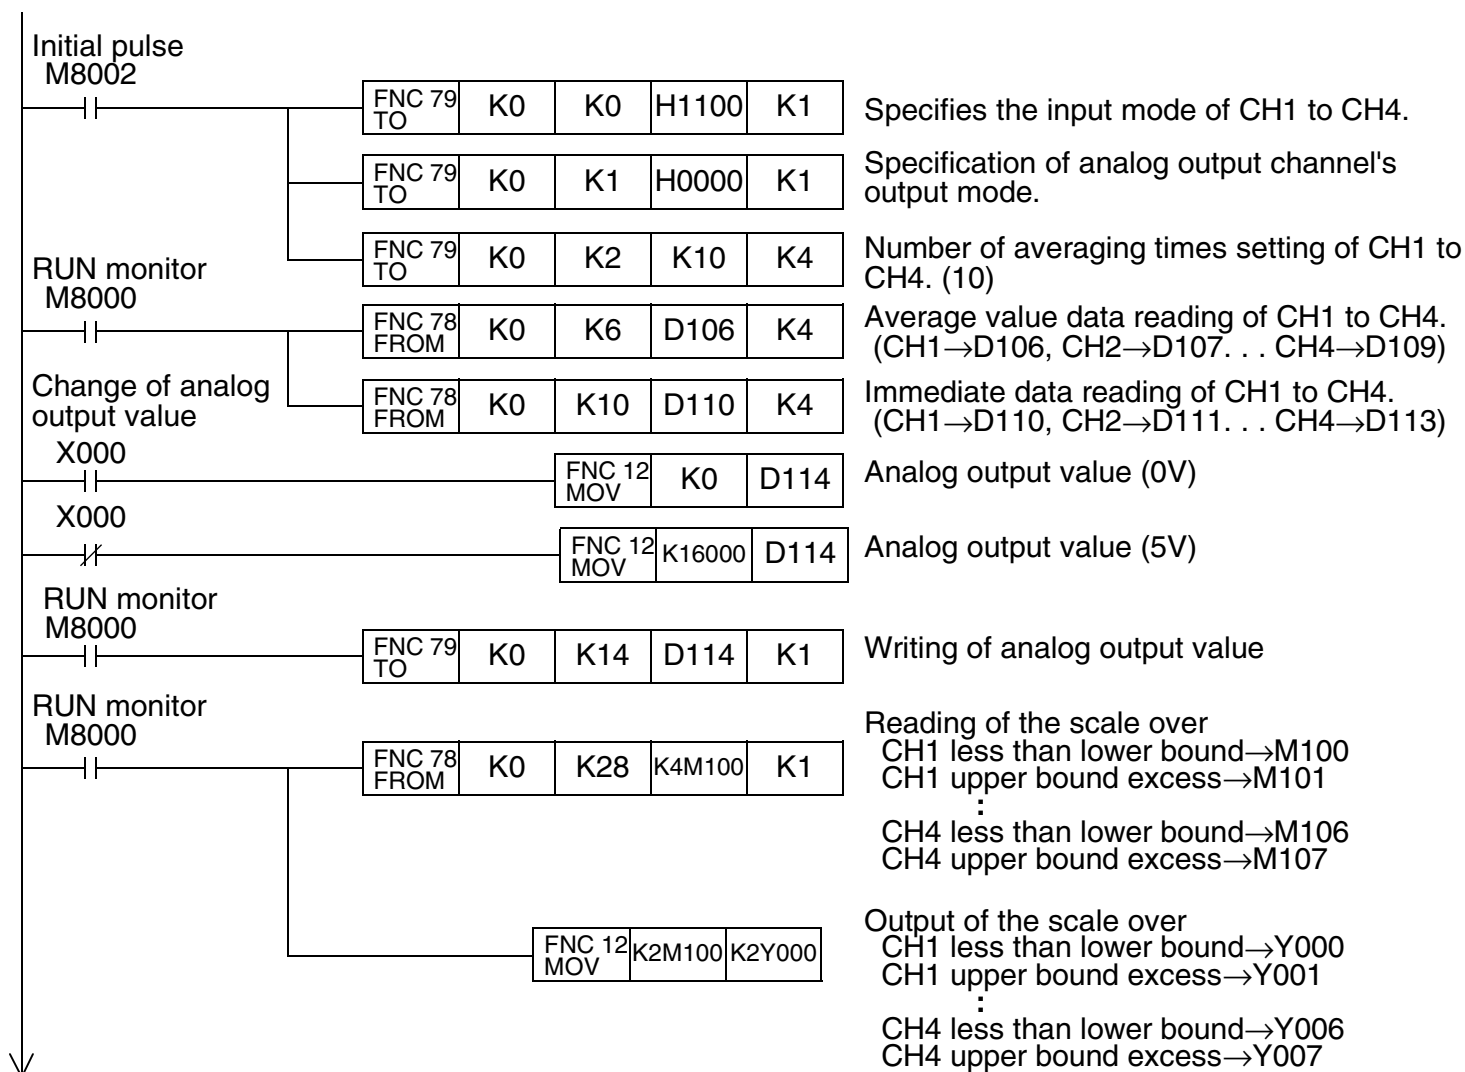 Initial pulse
M8002
FNC 79 TO K0 K0 H1100 K1
Specifies the input mode of CH1 to CH4.
FNC 79 TO K0 K1 H0000 K1
Specification of analog output channel's
output mode.
FNC 79 TO K0 K2 K10 K4
Number of averaging times setting of CH1 to
CH4. (10)
RUN monitor
M8000
FNC 78 FROM K0 K6 D106 K4
Average value data reading of CH1 to CH4.
(CH1→D106, CH2→D107. . . CH4→D109)
FNC 78 FROM K0 K10 D110 K4
Immediate data reading of CH1 to CH4.
(CH1→D110, CH2→D111. . . CH4→D113)
Change of analog
output value
X000
FNC 12 MOV K0 D114
Analog output value (0V)
X000
FNC 12 MOV K16000 D114
Analog output value (5V)
RUN monitor
M8000
FNC 79 TO K0 K14 D114 K1
Writing of analog output value
RUN monitor
M8000
FNC 78 FROM K0 K28 K4M100 K1
Reading of the scale over
CH1 less than lower bound→M100
CH1 upper bound excess→M101
:
CH4 less than lower bound→M106
CH4 upper bound excess→M107
FNC 12 MOV K2M100 K2Y000
Output of the scale over
CH1 less than lower bound→Y000
CH1 upper bound excess→Y001
:
CH4 less than lower bound→Y006
CH4 upper bound excess→Y007